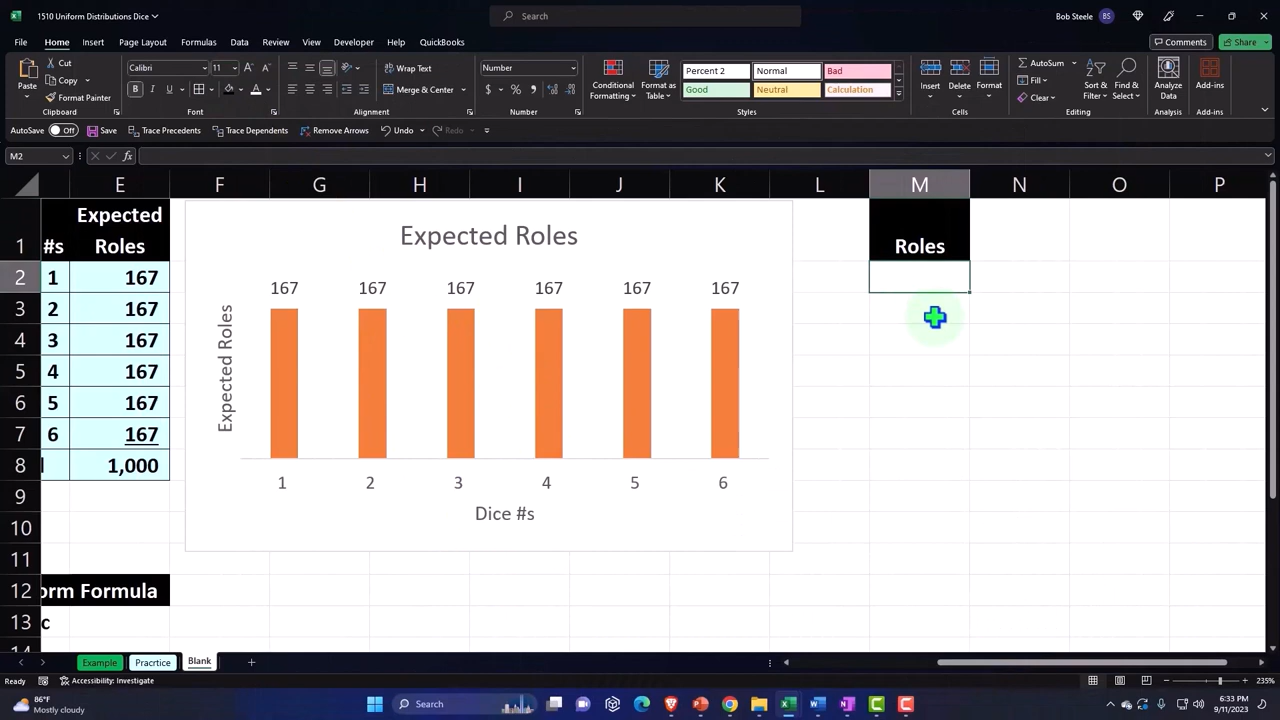 1510 Uniform Distributions Dice
Search
Bob Steele BS
File Home Insert Page Layout Formulas Data Review View Developer Help QuickBooks
Comments Share
Paste Cut Copy Format Painter
Clipboard
Calibri 11
Font
Wrap Text
Merge & Center
Alignment
Number
Number
Conditional Formatting
Format as Table
Percent 2 Normal Bad
Good Neutral Calculation
Styles
Insert Delete Format
Cells
AutoSum
Fill
Clear
Sort & Filter
Find & Select
Editing
Analyze Data
Analysis
Add-ins
Add-ins
AutoSave Off Save Trace Precedents Trace Dependents Remove Arrows Undo Redo
M2 fx
E F G H I J K L M N O P
1 #s Expected Roles Roles
2 1 167
3 2 167
4 3 167
5 4 167
6 5 167
7 6 167
8 l 1,000
9
10
11
12 orm Formula
13 c
14
Expected Roles
167 167 167 167 167 167
Expected Roles
1 2 3 4 5 6
Dice #s
Example Pracrtice Blank
Ready Accessibility: Investigate
235%
86°F
Mostly cloudy
Search
6:33 PM
9/11/2023